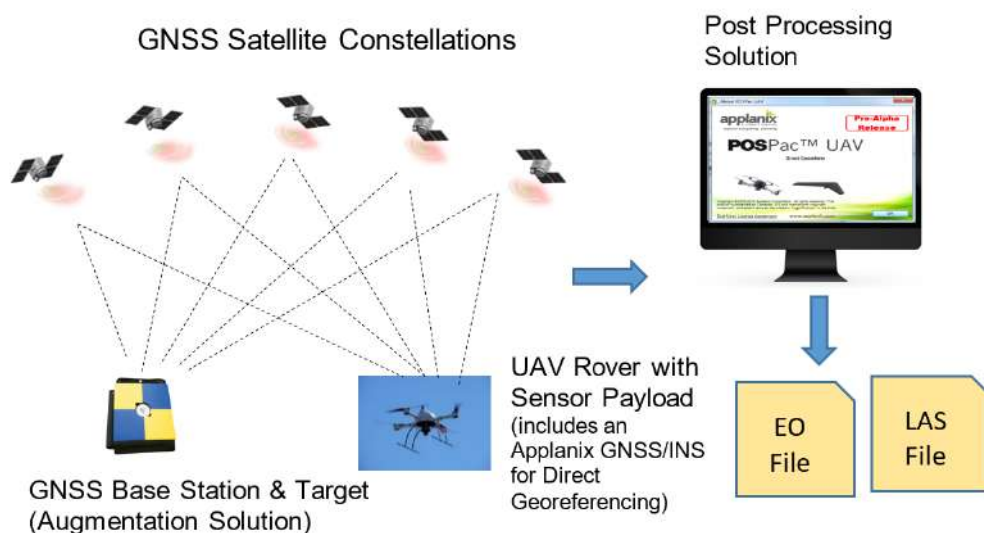 GNSS Satellite Constellations
Post Processing
Solution
applanix
Pre-Alpha
Release
POSPac™ UAV
UAV Rover with
Sensor Payload
(includes an
Applanix GNSS/INS
for Direct
Georeferencing)
EO
File
LAS
File
GNSS Base Station & Target
(Augmentation Solution)